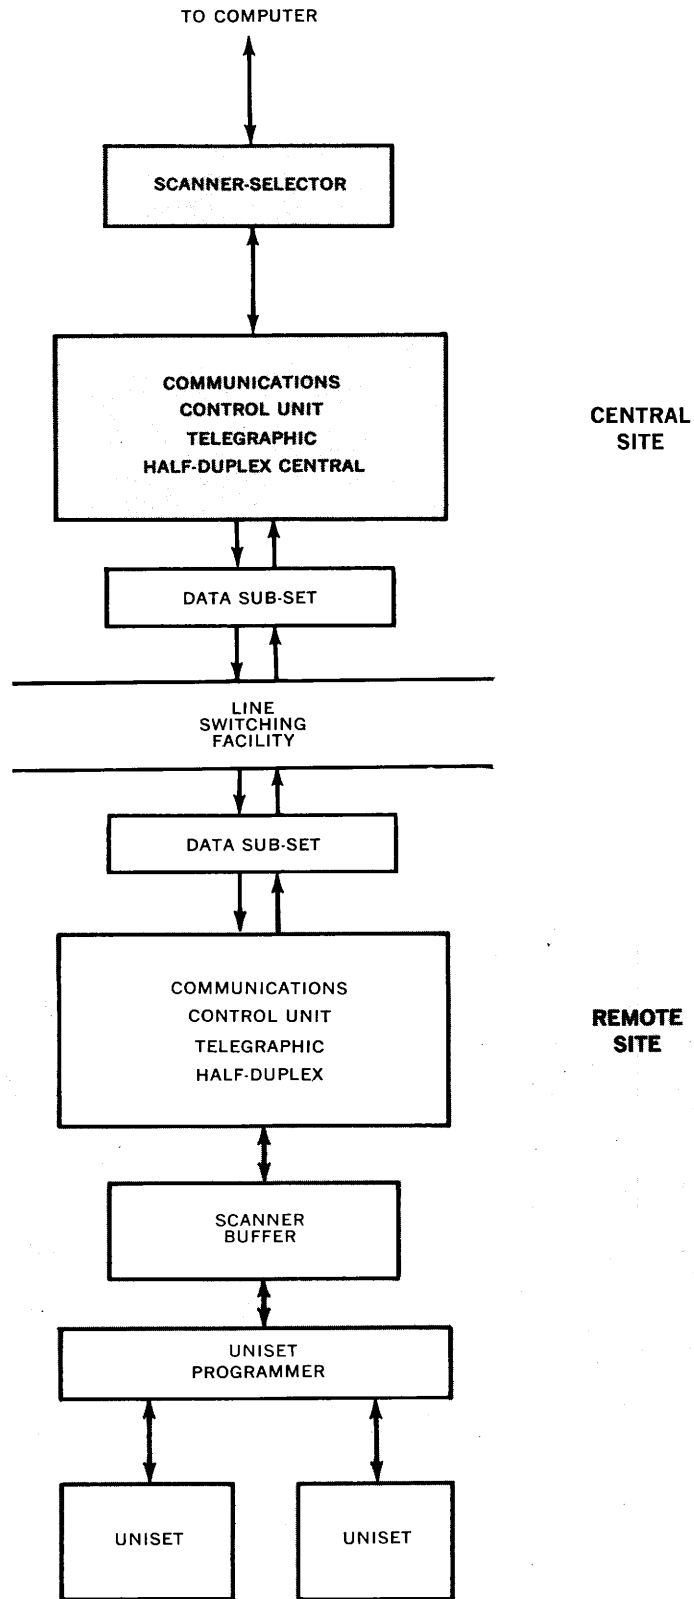 TO COMPUTER
SCANNER-SELECTOR
COMMUNICATIONS
CONTROL UNIT
TELEGRAPHIC
HALF-DUPLEX CENTRAL
CENTRAL
SITE
DATA SUB-SET
LINE
SWITCHING
FACILITY
DATA SUB-SET
COMMUNICATIONS
CONTROL UNIT
TELEGRAPHIC
HALF-DUPLEX
REMOTE
SITE
SCANNER
BUFFER
UNISET
PROGRAMMER
UNISET
UNISET